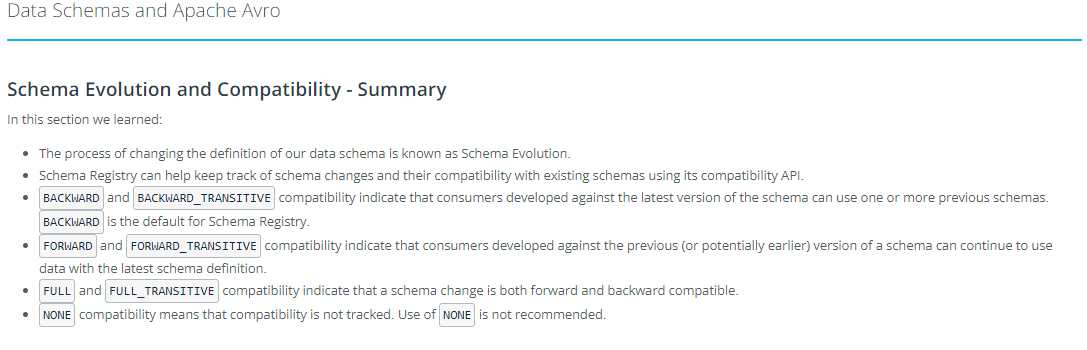 Data Schemas and Apache Avro
Schema Evolution and Compatibility - Summary
In this section we learned:
• The process of changing the definition of our data schema is known as Schema Evolution.
• Schema Registry can help keep track of schema changes and their compatibility with existing schemas using its compatibility API.
• BACKWARD and BACKWARD_TRANSITIVE compatibility indicate that consumers developed against the latest version of the schema can use one or more previous schemas.
BACKWARD is the default for Schema Registry.
• FORWARD and FORWARD_TRANSITIVE compatibility indicate that consumers developed against the previous (or potentially earlier) version of a schema can continue to use
data with the latest schema definition.
• FULL and FULL_TRANSITIVE compatibility indicate that a schema change is both forward and backward compatible.
• NONE compatibility means that compatibility is not tracked. Use of NONE is not recommended.